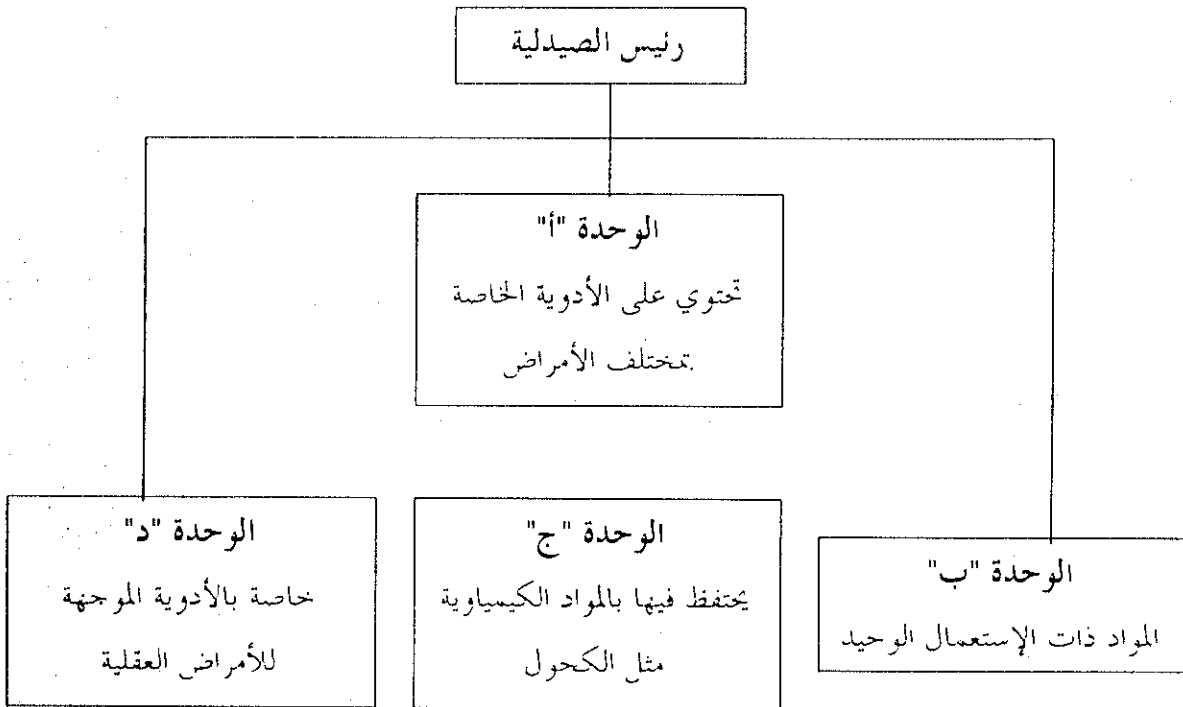 رئيس الصيدلية
الوحدة "أ"
تحتوي على الأدوية الخاصة
بمختلف الأمراض
الوحدة "ب"
المواد ذات الإستعمال الوحيد
الوحدة "ج"
يحتفظ فيها بالمواد الكيمياوية
مثل الكحول
الوحدة "د"
خاصة بالأدوية الموجهة
للأمراض العقلية